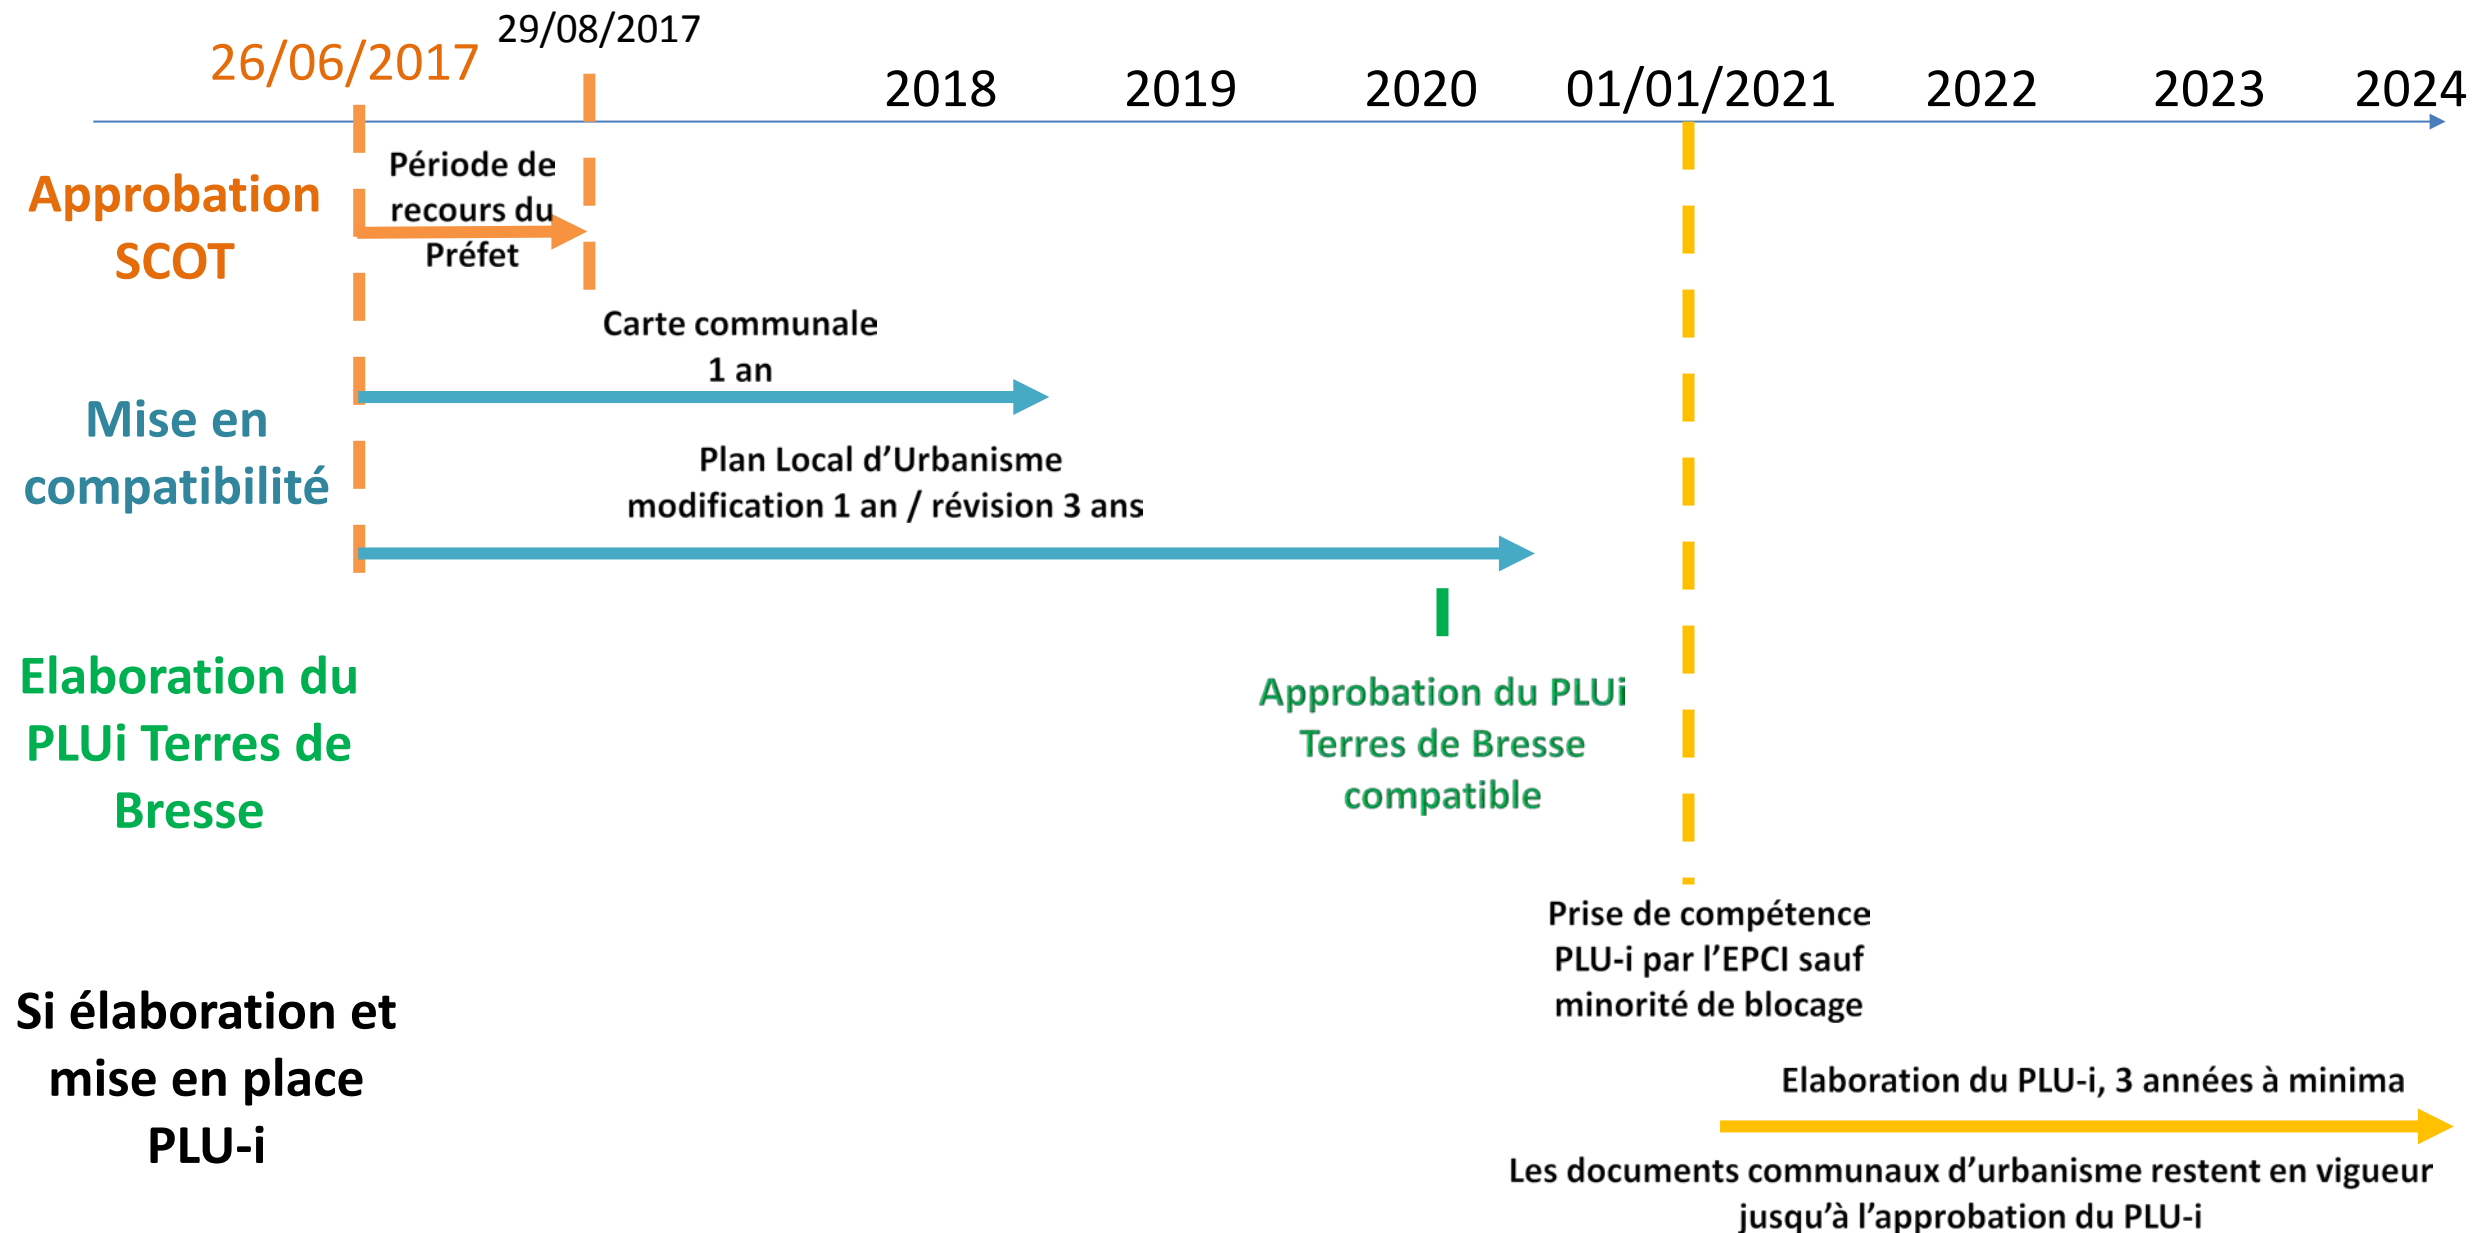 26/06/2017
29/08/2017
2018
2019
2020
01/01/2021
2022
2023
2024
Approbation
SCOT
Période de
recours du
Préfet
Mise en
compatibilité
Carte communale
1 an
Plan Local d’Urbanisme
modification 1 an / révision 3 ans
Elaboration du
PLUi Terres de
Bresse
Approbation du PLUi
Terres de Bresse
compatible
Si élaboration et
mise en place
PLU-i
Prise de compétence
PLU-i par l’EPCI sauf
minorité de blocage
Elaboration du PLU-i, 3 années à minima
Les documents communaux d’urbanisme restent en vigueur
jusqu’à l’approbation du PLU-i